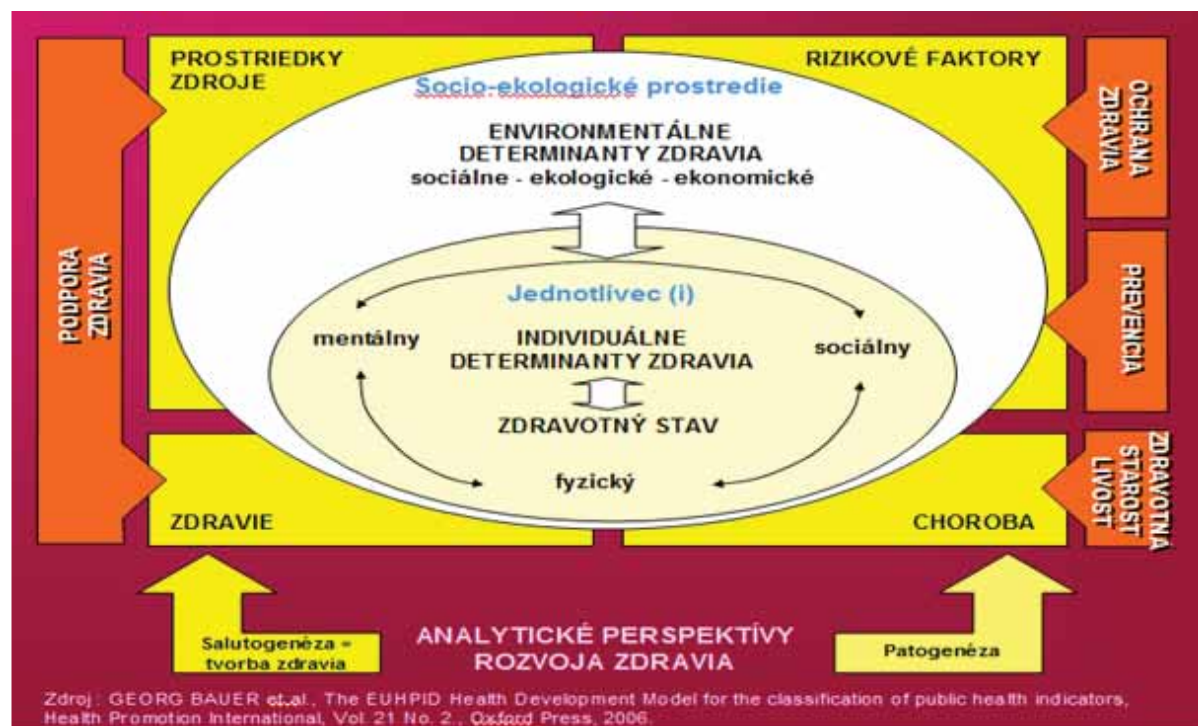 PROSTRIEDKY
ZDROJE
RIZIKOVÉ FAKTORY
Socio-ekologické prostredie
ENVIRONMENTÁLNE
DETERMINANTY ZDRAVIA
sociálne - ekologické - ekonomické
OCHRANA
ZDRAVIA
PODPORA
ZDRAVIA
PREVENCIA
Jednotlivec (i)
mentálny
INDIVIDUÁLNE
DETERMINANTY ZDRAVIA
sociálny
ZDRAVOTNÝ STAV
fyzický
ZDRAVOTNÁ
STAROST
LIVOST
ZDRAVIE
CHOROBA
Salutogenéza =
tvorba zdravia
ANALYTICKÉ PERSPEKTÍVY
ROZVOJA ZDRAVIA
Patogenéza
Zdroj: GEORG BAUER et.al., The EUHPID Health Development Model for the classification of public health indicators,
Health Promotion International, Vol. 21 No. 2., Oxford Press, 2006.